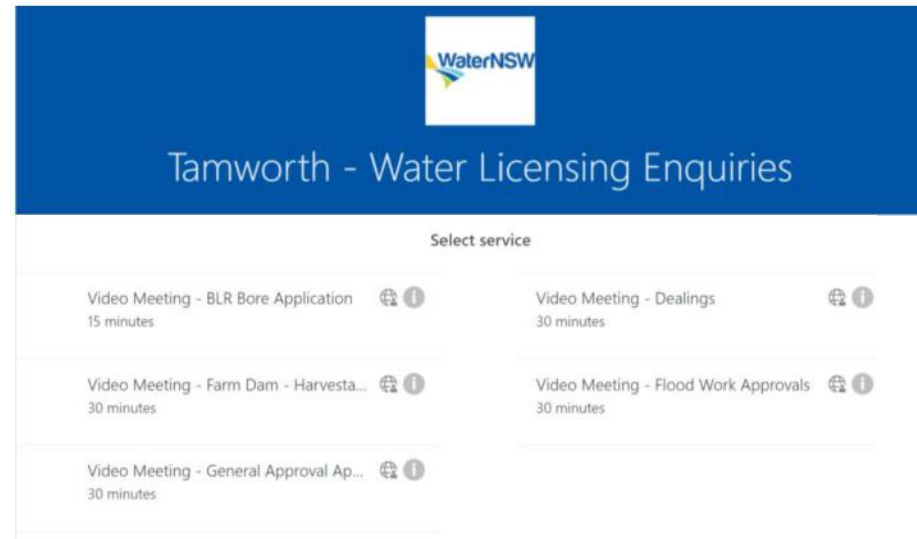 WaterNSW
Tamworth - Water Licensing Enquiries
Select service
Video Meeting - BLR Bore Application
15 minutes
Video Meeting - Dealings
30 minutes
Video Meeting - Farm Dam - Harvesta...
30 minutes
Video Meeting - Flood Work Approvals
30 minutes
Video Meeting - General Approval Ap...
30 minutes